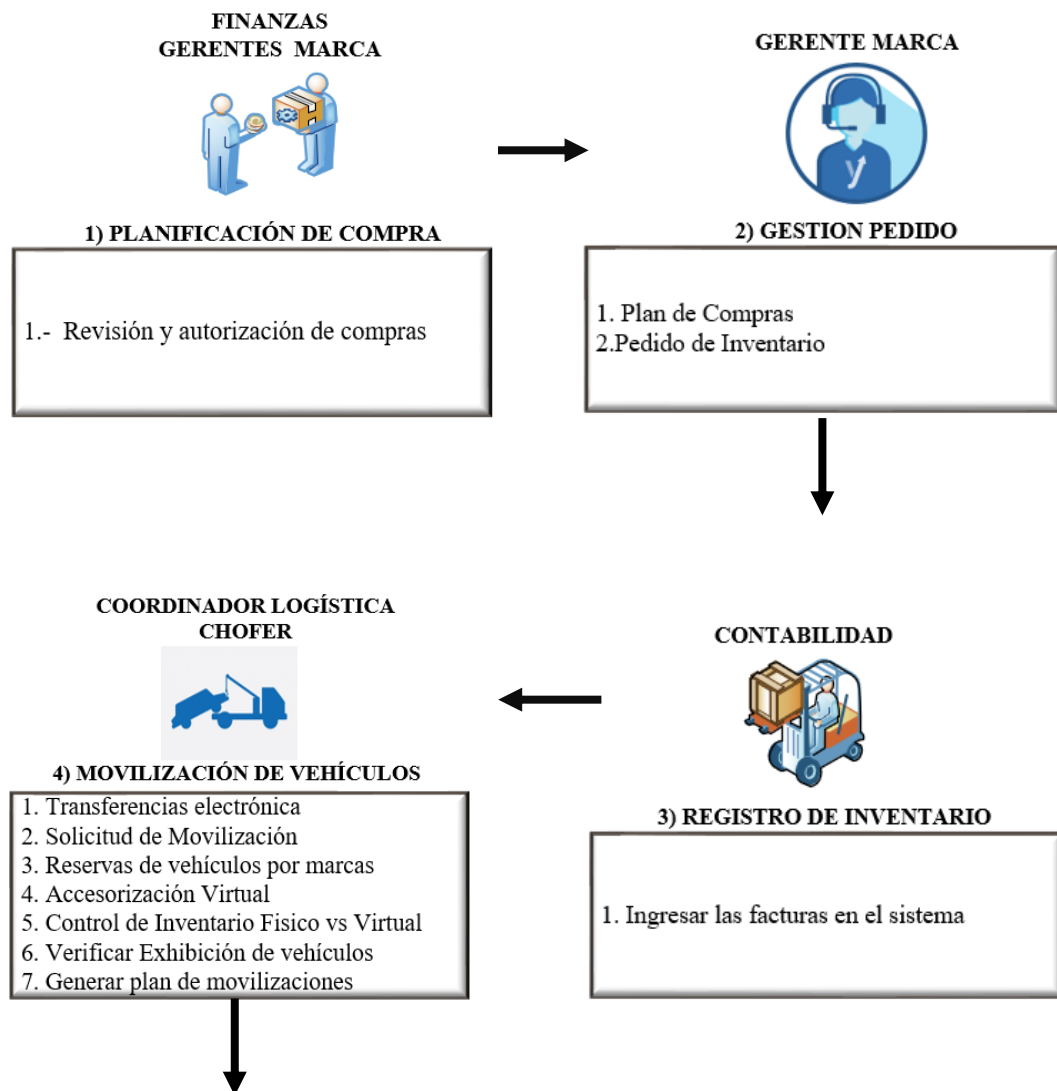 FINANZAS
GERENTES MARCA
GERENTE MARCA
y
1) PLANIFICACIÓN DE COMPRA
1.- Revisión y autorización de compras
2) GESTION PEDIDO
1. Plan de Compras
2.Pedido de Inventario
COORDINADOR LOGÍSTICA
CHOFER
4) MOVILIZACIÓN DE VEHÍCULOS
1. Transferencias electrónica
2. Solicitud de Movilización
3. Reservas de vehículos por marcas
4. Accesorización Virtual
5. Control de Inventario Fisico vs Virtual
6. Verificar Exhibición de vehículos
7. Generar plan de movilizaciones
CONTABILIDAD
3) REGISTRO DE INVENTARIO
1. Ingresar las facturas en el sistema